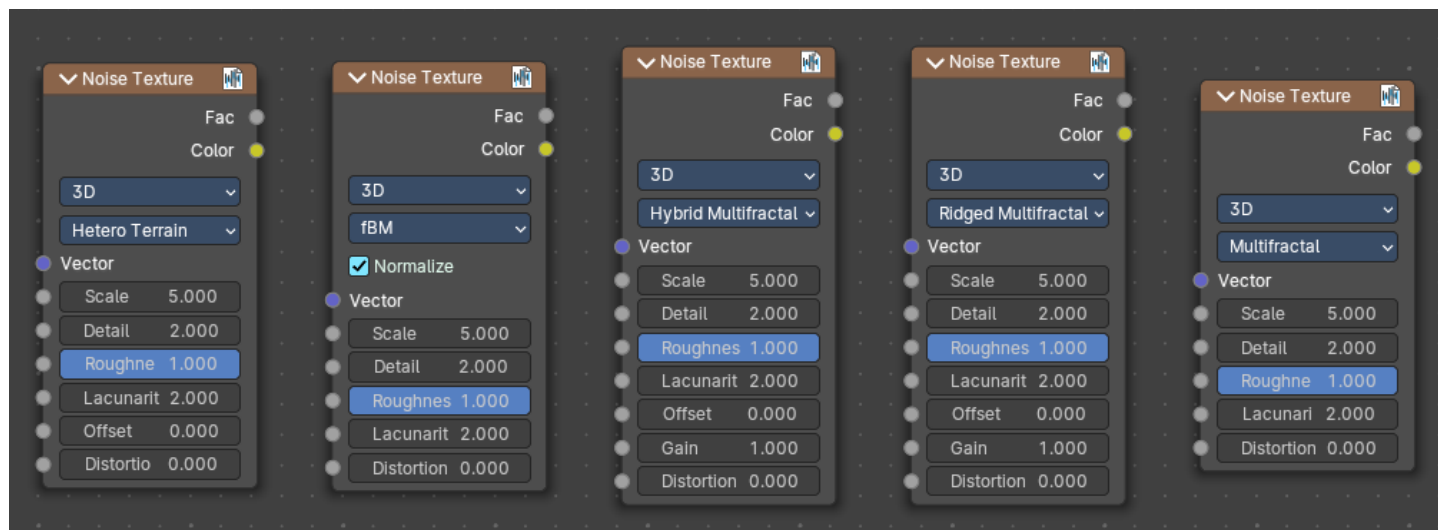 Noise Texture
Fac
Color
3D
Hetero Terrain
Vector
Scale 5.000
Detail 2.000
Roughne 1.000
Lacunarit 2.000
Offset 0.000
Distortio 0.000
Noise Texture
Fac
Color
3D
fBM
Normalize
Vector
Scale 5.000
Detail 2.000
Roughnes 1.000
Lacunarit 2.000
Distortion 0.000
Noise Texture
Fac
Color
3D
Hybrid Multifractal
Vector
Scale 5.000
Detail 2.000
Roughnes 1.000
Lacunarit 2.000
Offset 0.000
Gain 1.000
Distortion 0.000
Noise Texture
Fac
Color
3D
Ridged Multifractal
Vector
Scale 5.000
Detail 2.000
Roughnes 1.000
Lacunarit 2.000
Offset 0.000
Gain 1.000
Distortion 0.000
Noise Texture
Fac
Color
3D
Multifractal
Vector
Scale 5.000
Detail 2.000
Roughne 1.000
Lacunari 2.000
Distortion 0.000